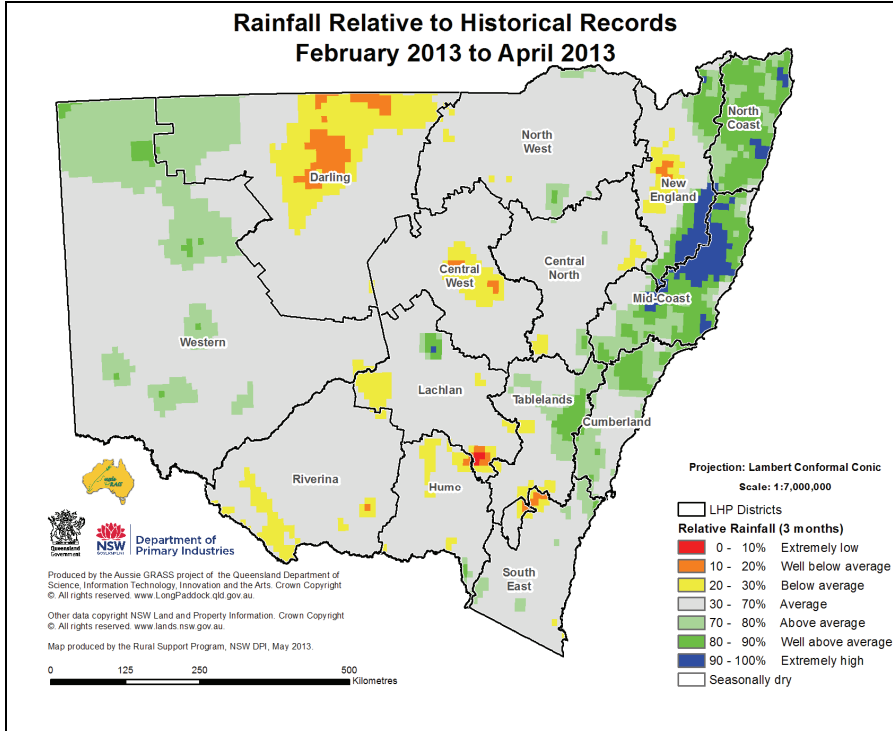 Rainfall Relative to Historical Records
February 2013 to April 2013
North
Coast
North
West
Darling
New
England
Central
West
Central
North
Mid-Coast
Western
Lachlan
Tablelands
Cumberland
Riverina
Humo
South
East
Queensland
Government
NSW
GOVERNMENT
Department of
Primary Industries
Produced by the Aussie GRASS project of the Queensland Department of
Science, Information Technology, Innovation and the Arts. Crown Copyright
©. All rights reserved. www.LongPaddock.qld.gov.au.
Other data copyright NSW Land and Property Information. Crown Copyright
©. All rights reserved. www.lands.nsw.gov.au.
Map produced by the Rural Support Program, NSW DPI, May 2013.
0 125 250 500
Kilometres
Projection: Lambert Conformal Conic
Scale: 1:7,000,000
LHP Districts
Relative Rainfall (3 months)
0 - 10% Extremely low
10 - 20% Well below average
20 - 30% Below average
30 - 70% Average
70 - 80% Above average
80 - 90% Well above average
90 - 100% Extremely high
Seasonally dry